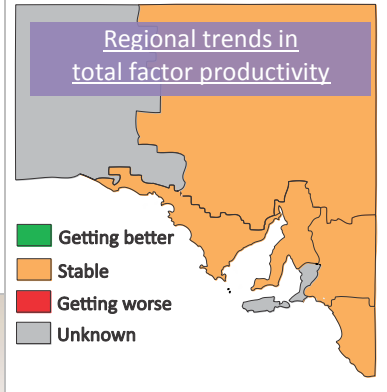 Regional trends in
total factor productivity
Getting better
Stable
Getting worse
Unknown